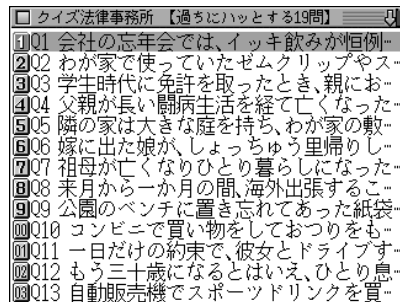 クイズ法律事務所 【過ちにハッとする19問】
1Q1 会社の忘年会では、イッキ飲みが恒例…
2Q2 わが家で使っていたゼムクリップやス…
3Q3 学生時代に免許を取ったとき、親にお…
4Q4 父親が長い闘病生活を経て亡くなった…
5Q5 隣の家は大きな庭を持ち、わが家の敷…
6Q6 嫁に出た娘が、しょっちゅう里帰りし…
7Q7 祖母が亡くなりひとり暮らしになった…
8Q8 来月から一か月の間、海外出張するこ…
9Q9 公園のベンチに置き忘れてあった紙袋…
00Q10 コンビニで買い物をしておつりをも…
01Q11 一日だけの約束で、彼女とドライブす…
02Q12 もう三十歳になるとはいえ、ひとり息…
03Q13 自動販売機でスポーツドリンクを買…